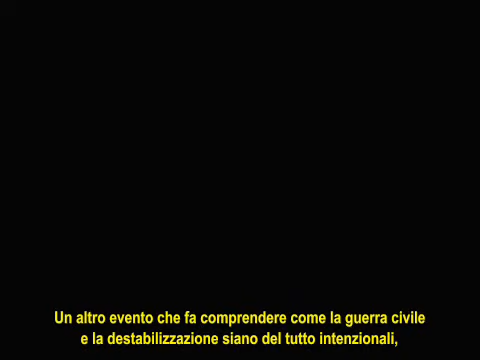 Un altro evento che fa comprendere come la guerra civile
e la destabilizzazione siano del tutto intenzionali,